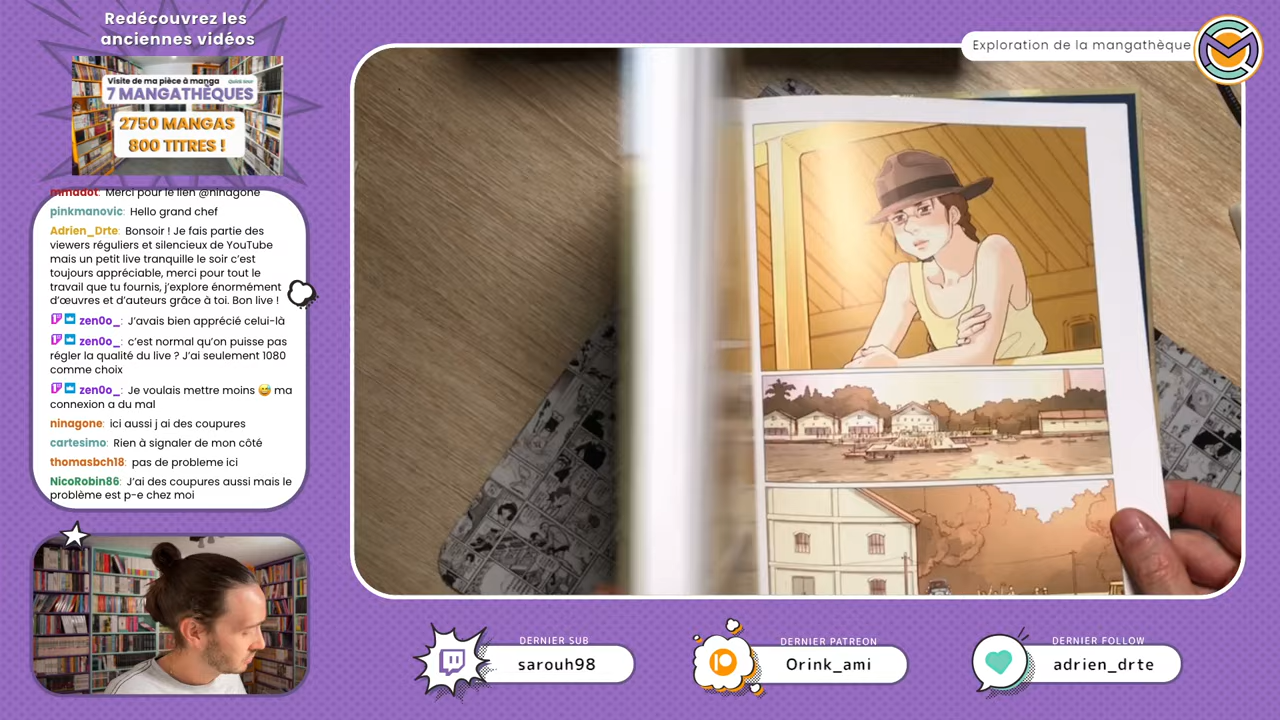 Redécouvrez les
anciennes vidéos
Visite de ma pièce à manga
7 MANGATHÈQUES
2750 MANGAS
800 TITRES !
Exploration de la mangathèque
mmadot: Merci pour le lien @ninagone
pinkmanovic: Hello grand chef
Adrien_Drte: Bonsoir ! Je fais partie des
viewers réguliers et silencieux de YouTube
mais un petit live tranquille le soir c'est
toujours appréciable, merci pour tout le
travail que tu fournis, j'explore énormément
d'œuvres et d'auteurs grâce à toi. Bon live !
zen0o_: J'avais bien apprécié celui-là
zen0o_: c'est normal qu'on puisse pas
régler la qualité du live ? J'ai seulement 1080
comme choix
zen0o_: Je voulais mettre moins 😅 ma
connexion a du mal
ninagone: ici aussi j ai des coupures
cartesimo: Rien à signaler de mon côté
thomasbch18: pas de probleme ici
NicoRobin86: J'ai des coupures aussi mais le
problème est p-e chez moi
DERNIER SUB
sarouh98
DERNIER PATREON
Orink_ami
DERNIER FOLLOW
adrien_drte